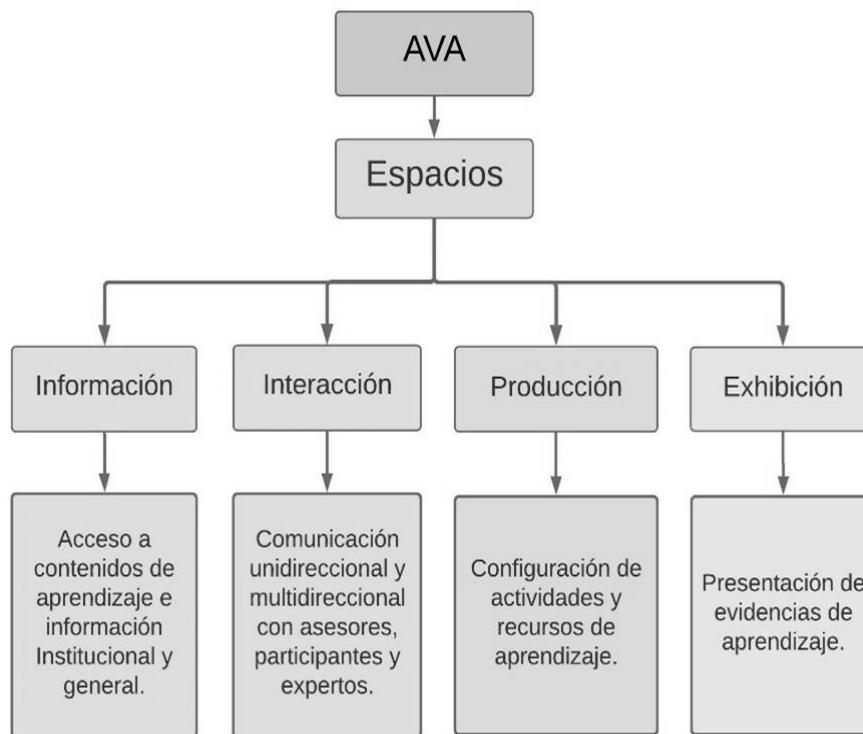 AVA
Espacios
Información
Interacción
Producción
Exhibición
Acceso a
contenidos de
aprendizaje e
información
Institucional y
general.
Comunicación
unidireccional y
multidireccional
con asesores,
participantes y
expertos.
Configuración de
actividades y
recursos de
aprendizaje.
Presentación de
evidencias de
aprendizaje.